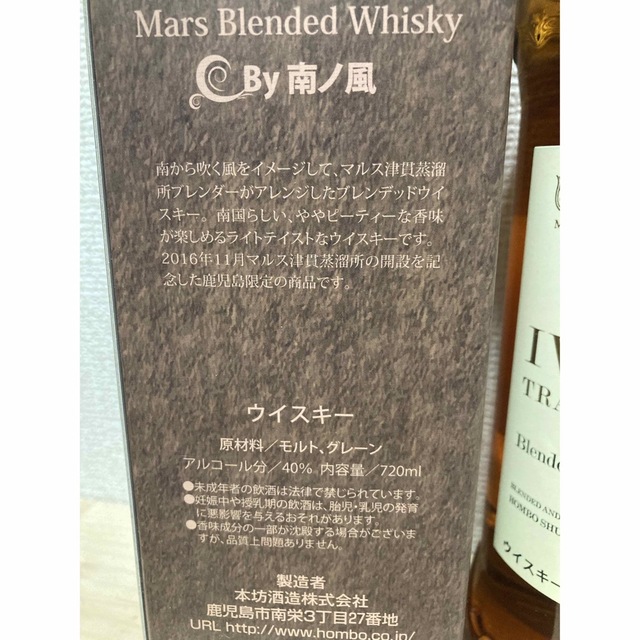 Mars Blended Whisky
By 南ノ風
南から吹く風をイメージして、マルス津貫蒸溜
所ブレンダーがアレンジしたブレンデッドウイ
スキー。南国らしい、ややピーティーな香味
が楽しめるライトテイストなウイスキーです。
2016年11月マルス津貫蒸溜所の開設を記
念した鹿児島限定の商品です。
ウイスキー
原材料／モルト、グレーン
アルコール分／40% 内容量／720ml
●未成年者の飲酒は法律で禁じられています。
●妊娠中や授乳期の飲酒は、胎児・乳児の発育
に悪影響を与えるおそれがあります。
●香味成分の一部が沈殿する場合がございま
すが、品質上問題ありません。
製造者
本坊酒造株式会社
鹿児島市南栄3丁目27番地
URL http://www.hombo.co.jp/
TRA
Blende
BLENDED AND
HOMBO SHU
ウイスキー